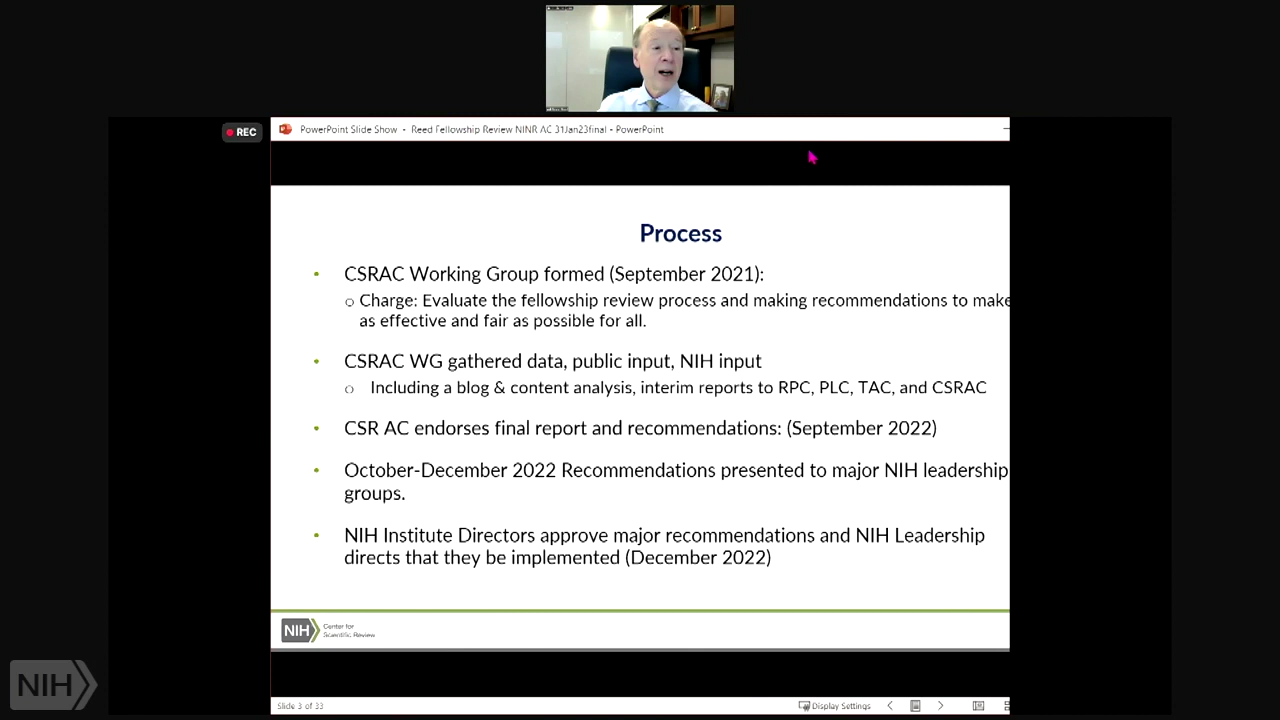 REC
PowerPoint Slide Show - Reed Fellowship Review NINR AC 31Jan23final - PowerPoint
Process
• CSRAC Working Group formed (September 2021):
○ Charge: Evaluate the fellowship review process and making recommendations to make
as effective and fair as possible for all.
• CSRAC WG gathered data, public input, NIH input
○ Including a blog & content analysis, interim reports to RPC, PLC, TAC, and CSRAC
• CSR AC endorses final report and recommendations: (September 2022)
• October-December 2022 Recommendations presented to major NIH leadership
groups.
• NIH Institute Directors approve major recommendations and NIH Leadership
directs that they be implemented (December 2022)
NIH Center for
Scientific Review
NIH
Slide 3 of 33 Display Settings